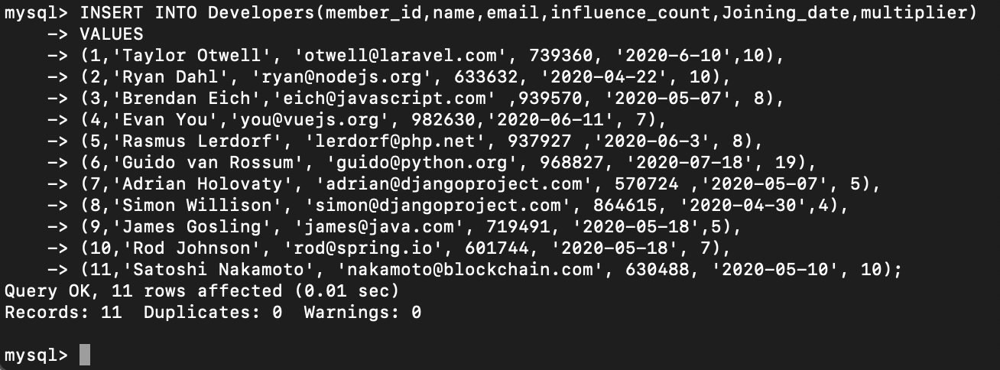 mysql> INSERT INTO Developers(member_id,name,email,influence_count,Joining_date,multiplier)
-> VALUES
-> (1,'Taylor Otwell', 'otwell@laravel.com', 739360, '2020-6-10',10),
-> (2,'Ryan Dahl', 'ryan@nodejs.org', 633632, '2020-04-22', 10),
-> (3,'Brendan Eich','eich@javascript.com' ,939570, '2020-05-07', 8),
-> (4,'Evan You','you@vuejs.org', 982630,'2020-06-11', 7),
-> (5,'Rasmus Lerdorf', 'lerdorf@php.net', 937927 ,'2020-06-3', 8),
-> (6,'Guido van Rossum', 'guido@python.org', 968827, '2020-07-18', 19),
-> (7,'Adrian Holovaty', 'adrian@djangoproject.com', 570724 ,'2020-05-07', 5),
-> (8,'Simon Willison', 'simon@djangoproject.com', 864615, '2020-04-30',4),
-> (9,'James Gosling', 'james@java.com', 719491, '2020-05-18',5),
-> (10,'Rod Johnson', 'rod@spring.io', 601744, '2020-05-18', 7),
-> (11,'Satoshi Nakamoto', 'nakamoto@blockchain.com', 630488, '2020-05-10', 10);
Query OK, 11 rows affected (0.01 sec)
Records: 11  Duplicates: 0  Warnings: 0
mysql>